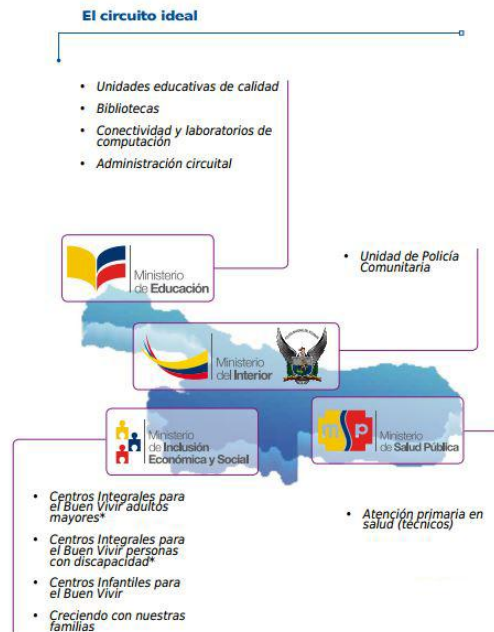 El circuito ideal
• Unidades educativas de calidad
• Bibliotecas
• Conectividad y laboratorios de
computación
• Administración circuital
Ministerio
de Educación
• Unidad de Policía
Comunitaria
Ministerio
del Interior
Ministerio
de Inclusión
Económica y Social
msp
Ministerio
de Salud Pública
• Centros Integrales para
el Buen Vivir adultos
mayores*
• Centros Integrales para
el Buen Vivir personas
con discapacidad*
• Centros Infantiles para
el Buen Vivir
• Creciendo con nuestras
familias
• Atención primaria en
salud (técnicos)